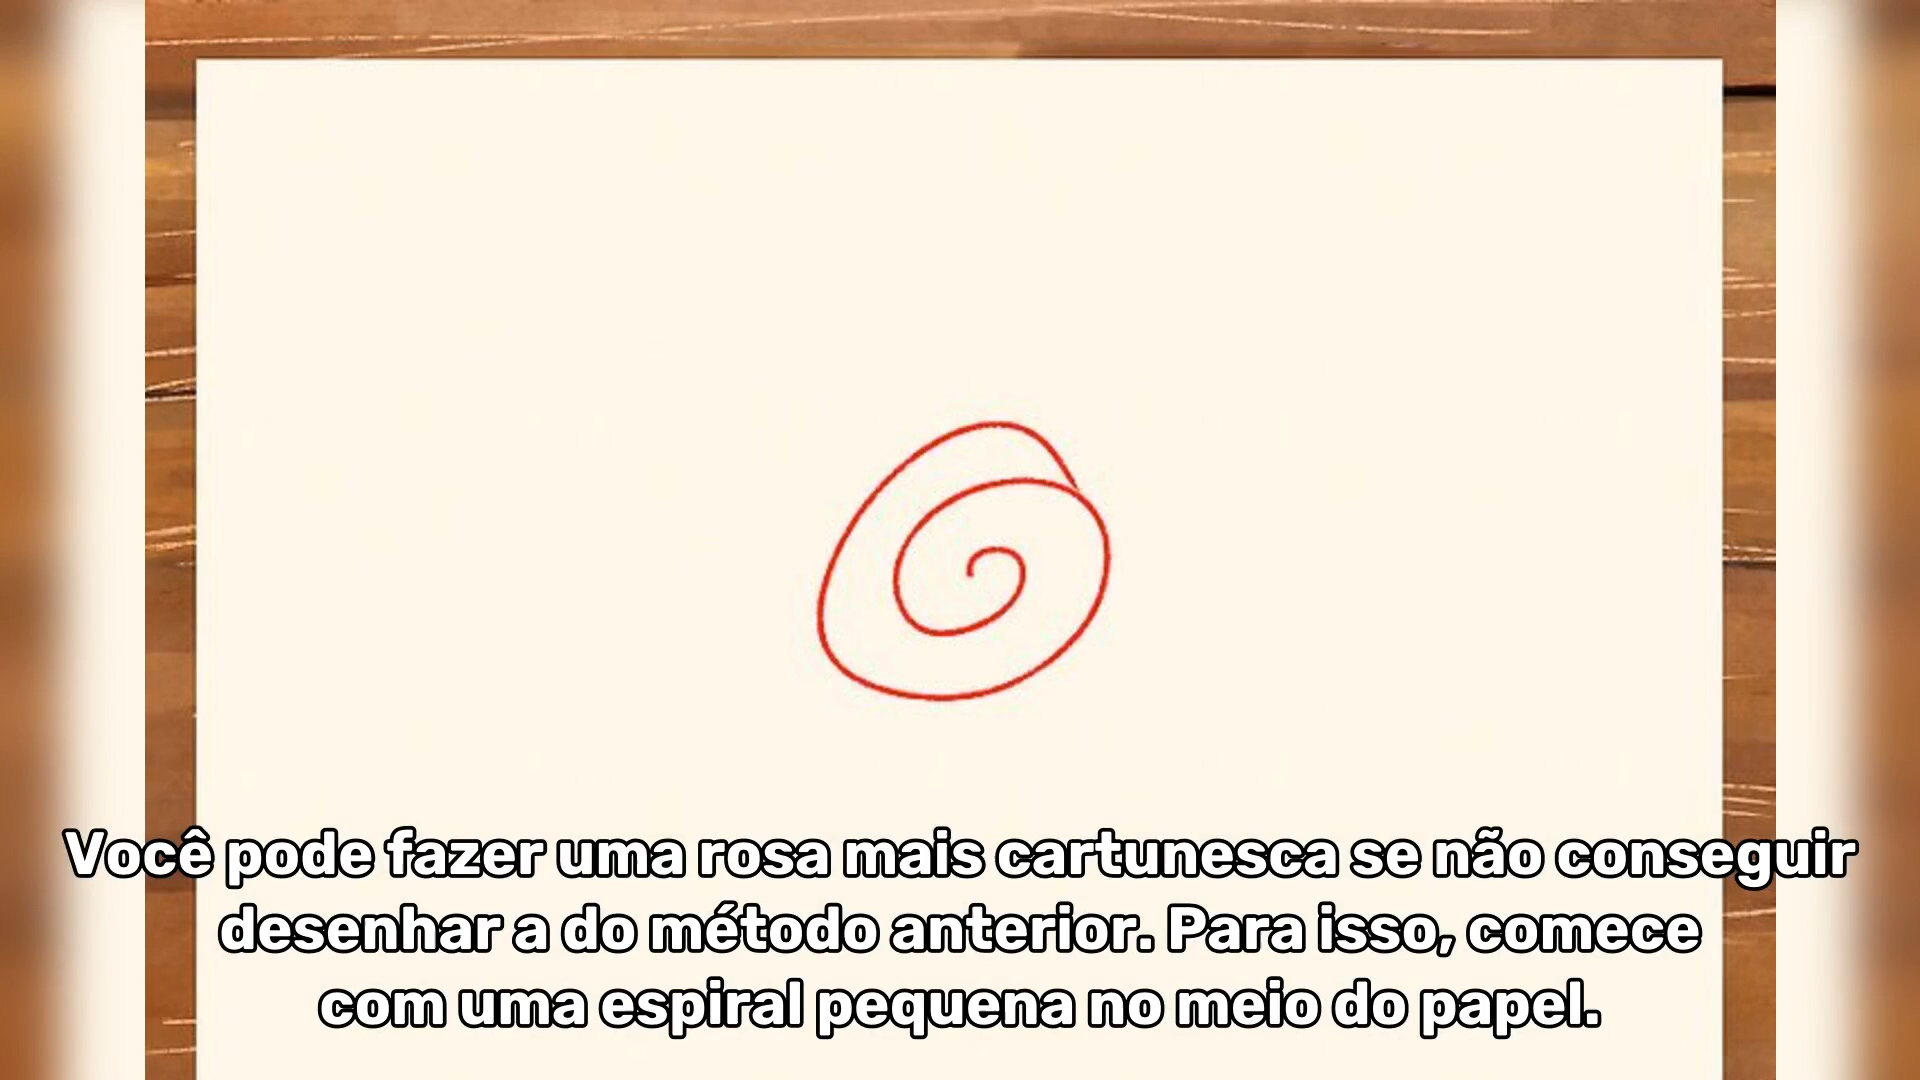 Você pode fazer uma rosa mais cartunesca se não conseguir
desenhar a do método anterior. Para isso, comece
com uma espiral pequena no meio do papel.